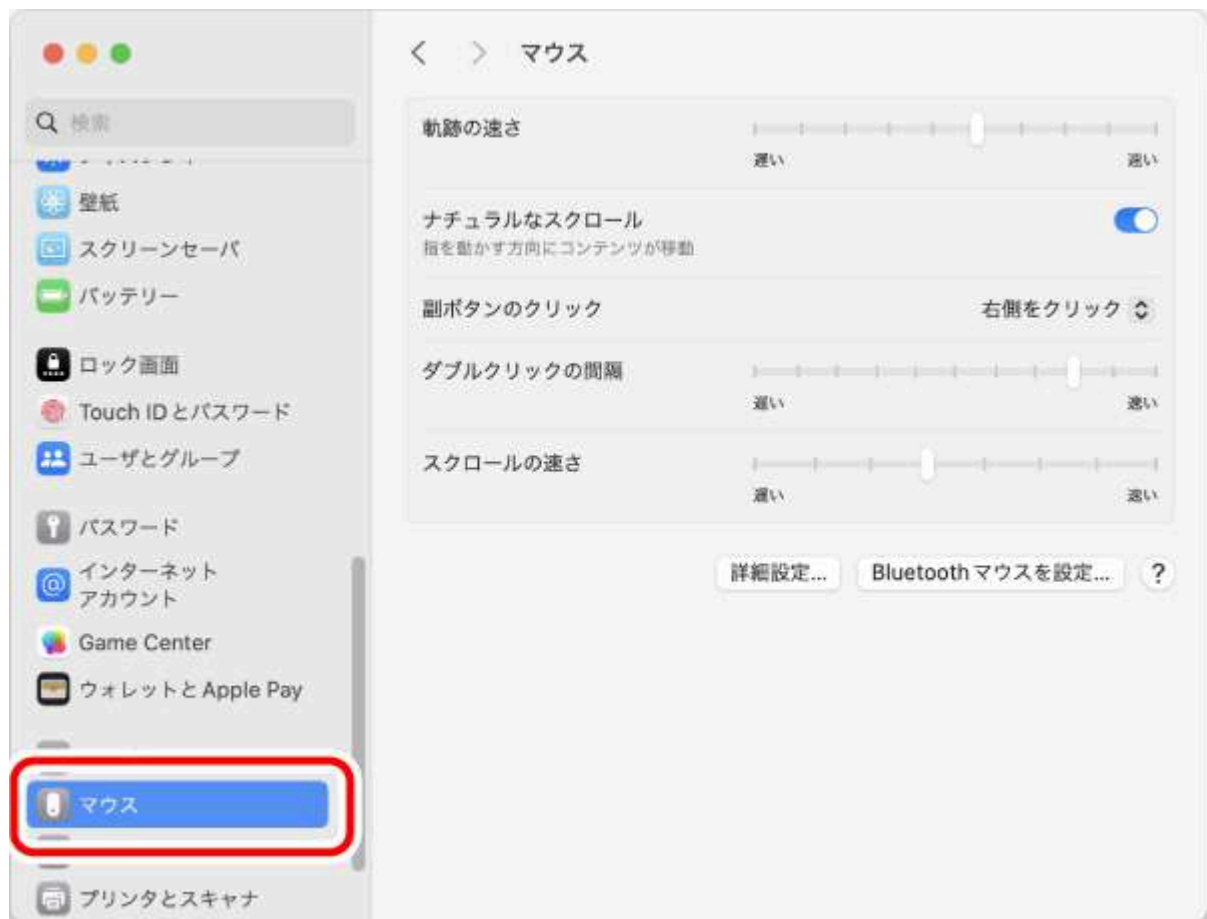 検索
壁紙
スクリーンセーバ
バッテリー
ロック画面
Touch IDとパスワード
ユーザとグループ
パスワード
インターネット
アカウント
Game Center
ウォレットとApple Pay
マウス
プリンタとスキャナ
マウス
軌跡の速さ
遅い 速い
ナチュラルなスクロール
指を動かす方向にコンテンツが移動
副ボタンのクリック 右側をクリック
ダブルクリックの間隔
遅い 速い
スクロールの速さ
遅い 速い
詳細設定... Bluetoothマウスを設定... ?